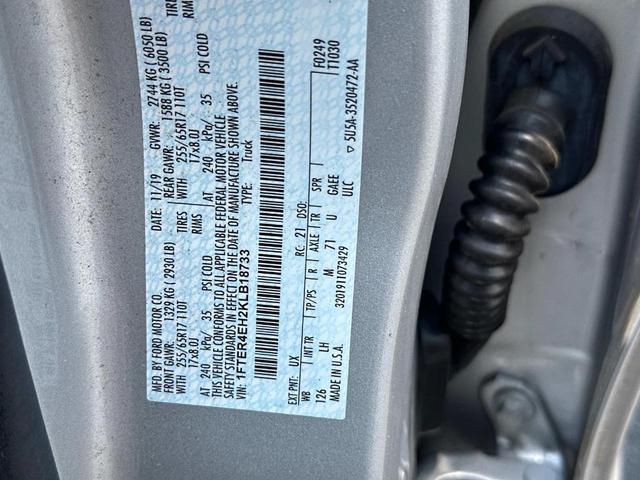 MFD. BY FORD MOTOR CO.
DATE: 11/19 GVWR: 2744 KG ( 6050 LB)
FRONT GAWR: 1329 KG ( 2930 LB)
REAR GAWR: 1588 KG ( 3500 LB)
255/65R17 110T TIRES WITH 255/65R17 110T TIRE
17x8.0J RIMS 17x8.0J RIM
AT 240 kPa/ 35 PSI COLD AT 240 kPa/ 35 PSI COLD
THIS VEHICLE CONFORMS TO ALL APPLICABLE FEDERAL MOTOR VEHICLE
SAFETY STANDARDS IN EFFECT ON THE DATE OF MANUFACTURE SHOWN ABOVE.
VIN: 1FTER4EH2KLB18733 TYPE: Truck
F0249
T1030
EXT PNT: UX RC: 21 DSO:
WB INT TR TP/PS R AXLE TR SPR
126 LH M 71 U GAEE
MADE IN U.S.A. 3201911073429 ULC
▽ SU5A-3520472-AA